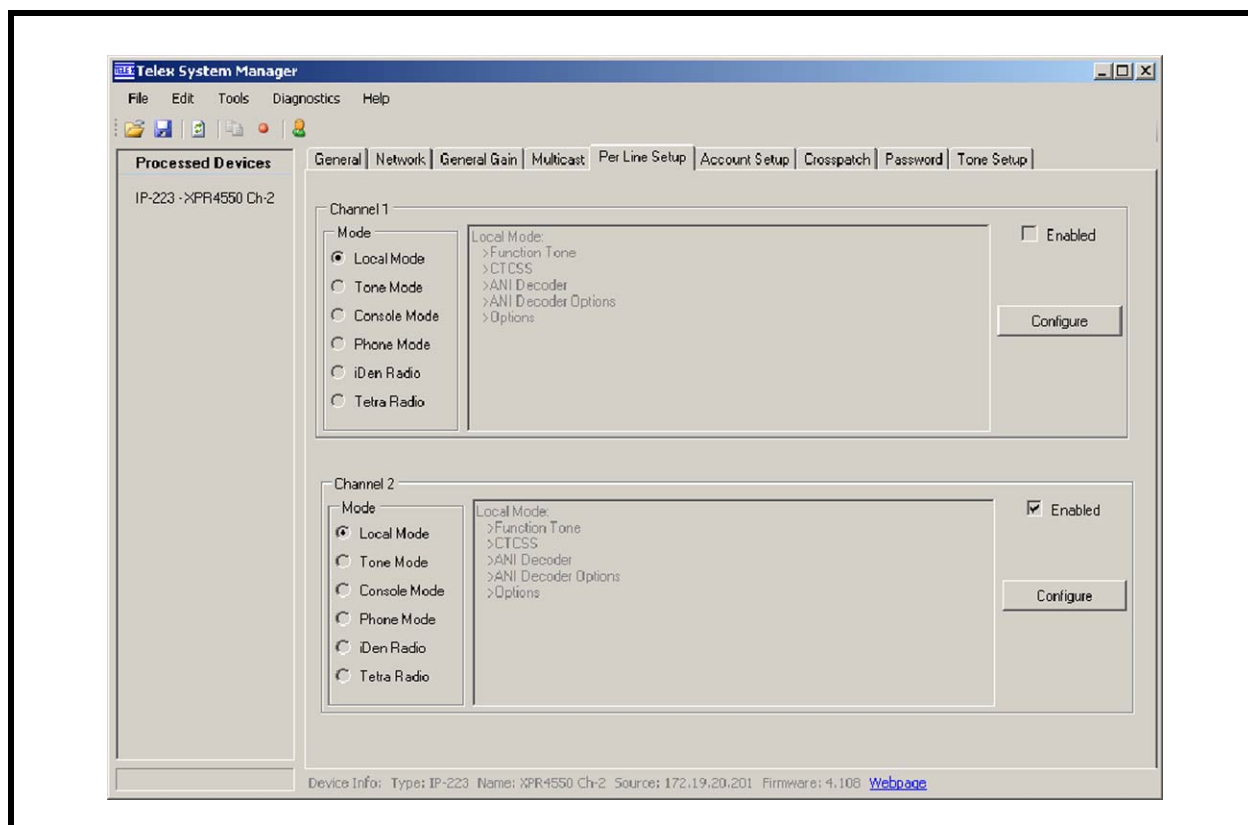 TELEX Telex System Manager
File Edit Tools Diagnostics Help
Processed Devices
IP-223 - XPR4550 Ch-2
General Network General Gain Multicast Per Line Setup Account Setup Crosspatch Password Tone Setup
Channel 1
Mode
Local Mode
Tone Mode
Console Mode
Phone Mode
iDen Radio
Tetra Radio
Local Mode:
>Function Tone
>CTCSS
>ANI Decoder
>ANI Decoder Options
>Options
Enabled
Configure
Channel 2
Mode
Local Mode
Tone Mode
Console Mode
Phone Mode
iDen Radio
Tetra Radio
Local Mode:
>Function Tone
>CTCSS
>ANI Decoder
>ANI Decoder Options
>Options
Enabled
Configure
Device Info: Type: IP-223 Name: XPR4550 Ch-2 Source: 172.19.20.201 Firmware: 4.108 Webpage